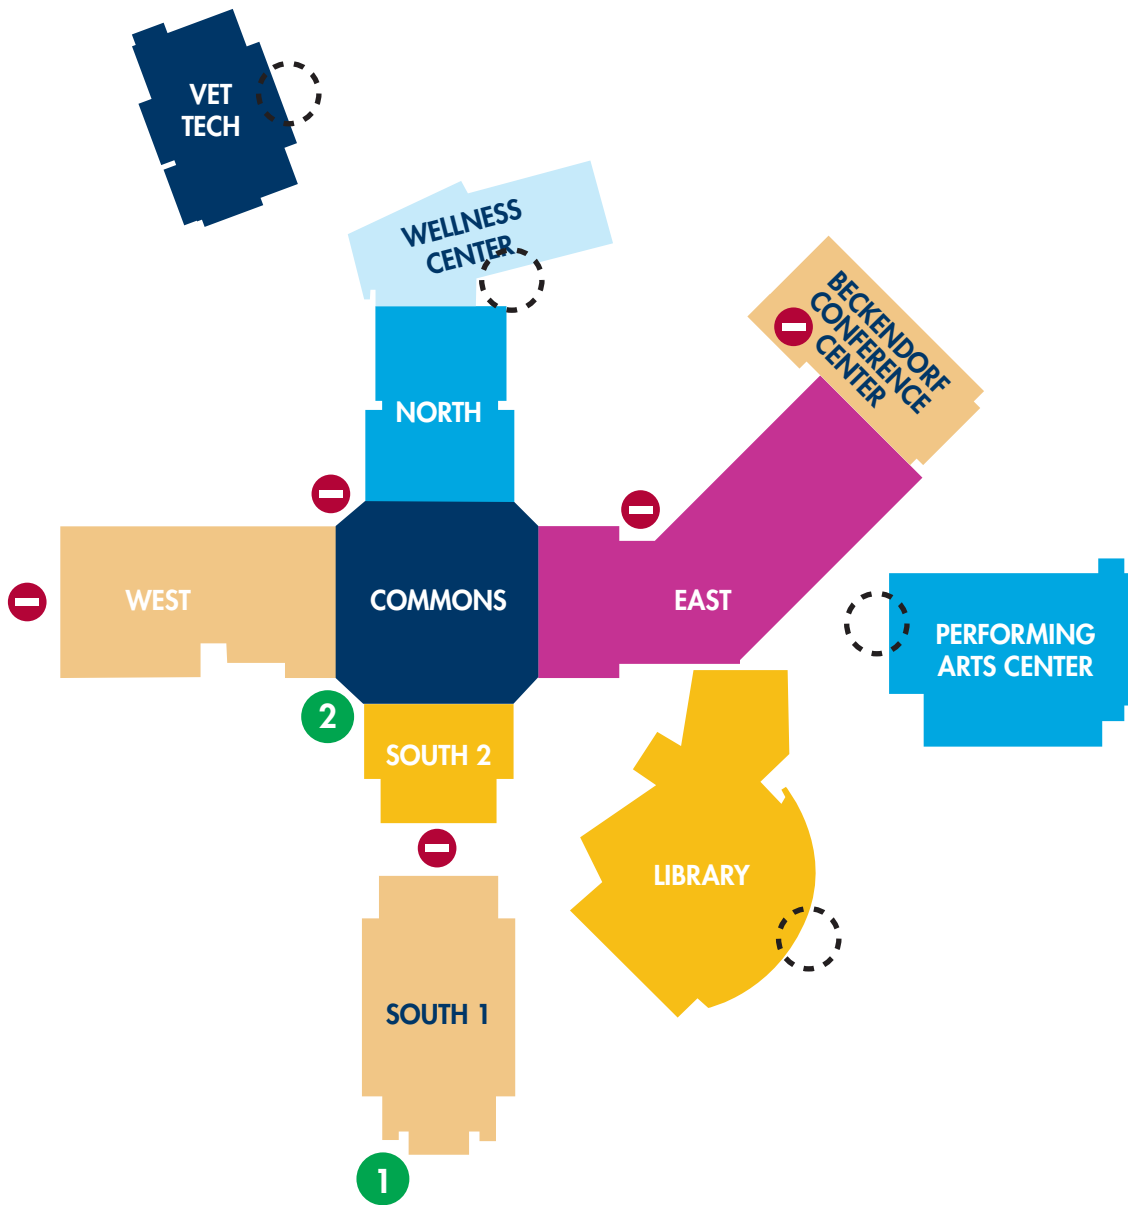 VET
TECH
WELLNESS
CENTER
BECKENDORF
CONFERENCE
CENTER
NORTH
WEST
COMMONS
EAST
PERFORMING
ARTS CENTER
2
SOUTH 2
LIBRARY
SOUTH 1
1